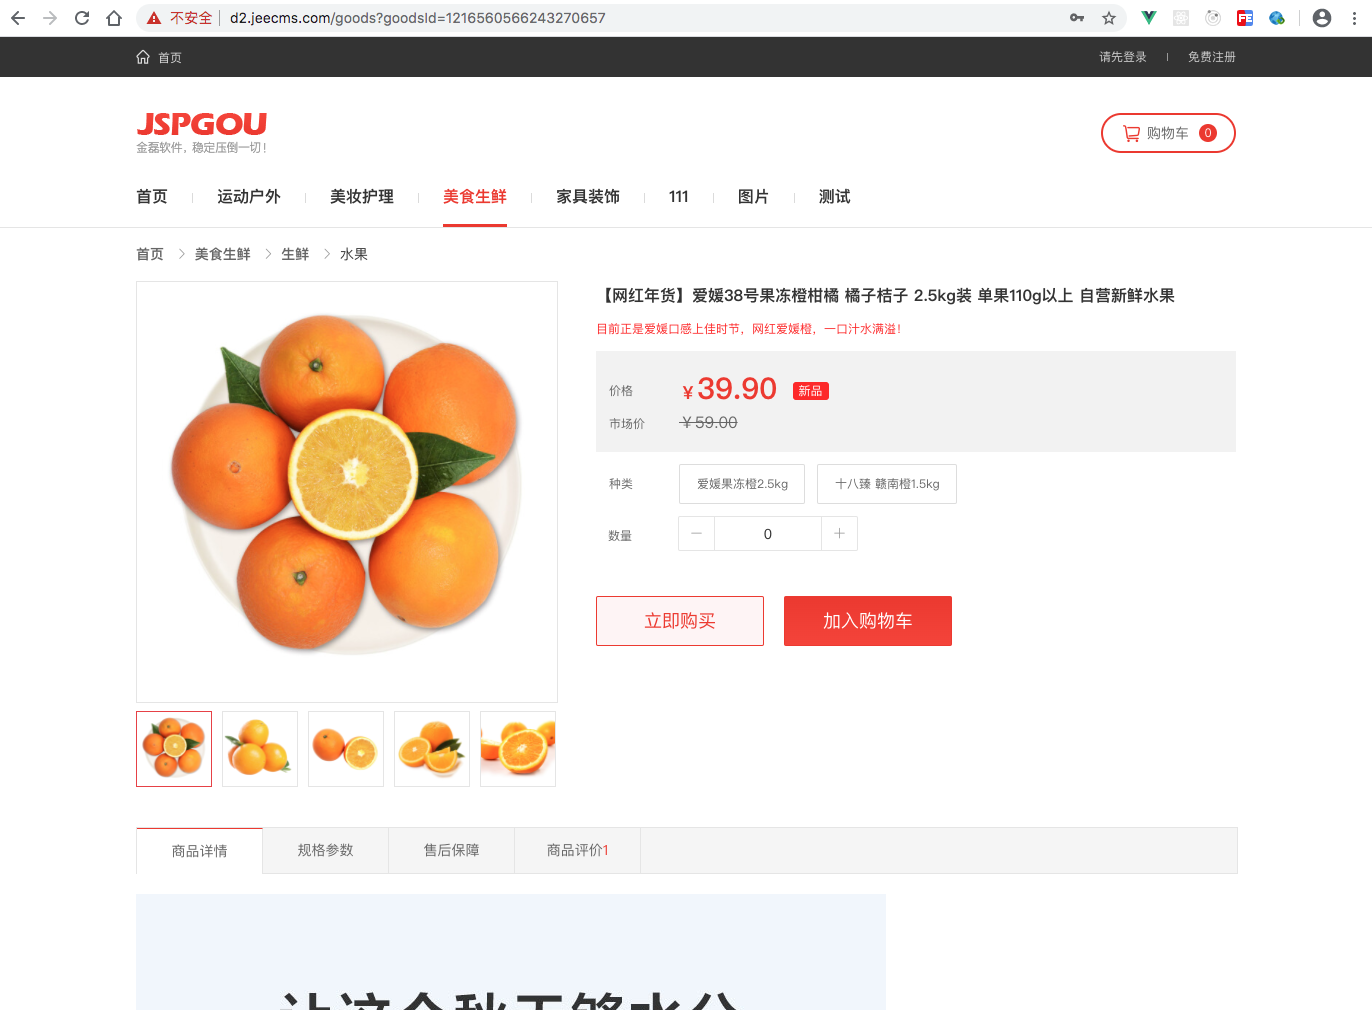 不安全 d2.jeecms.com/goods?goodsId=1216560566243270657
首页 请先登录 免费注册
JSPGOU
金磊软件，稳定压倒一切！
购物车 0
首页 运动户外 美妆护理 美食生鲜 家具装饰 111 图片 测试
首页 美食生鲜 生鲜 水果
【网红年货】爱媛38号果冻橙柑橘 橘子桔子 2.5kg装 单果110g以上 自营新鲜水果
目前正是爱媛口感上佳时节，网红爱媛橙，一口汁水满溢！
价格 ¥39.90 新品
市场价 ¥59.00
种类 爱媛果冻橙2.5kg 十八臻 赣南橙1.5kg
数量 0
立即购买 加入购物车
商品详情 规格参数 售后保障 商品评价1
让这个秋天够水分